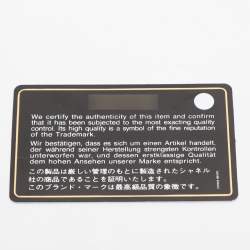 We certify the authenticity of this item and confirm
that it has been subjected to the most exacting quality
control. Its high quality is a symbol of the fine reputation
of the Trademark.
Wir bestätigen, dass es sich um einen Artikel handelt,
der während seiner Herstellung strengsten Kontrollen
unterworfen war, und dessen erstklassige Qualität
dem hohen Ansehen unserer Marke entspricht.
この製品は厳しい管理のもとに製造されたシャネル
社の商品であることを証明いたします。
このブランド・マークは最高級品質の象徴です。